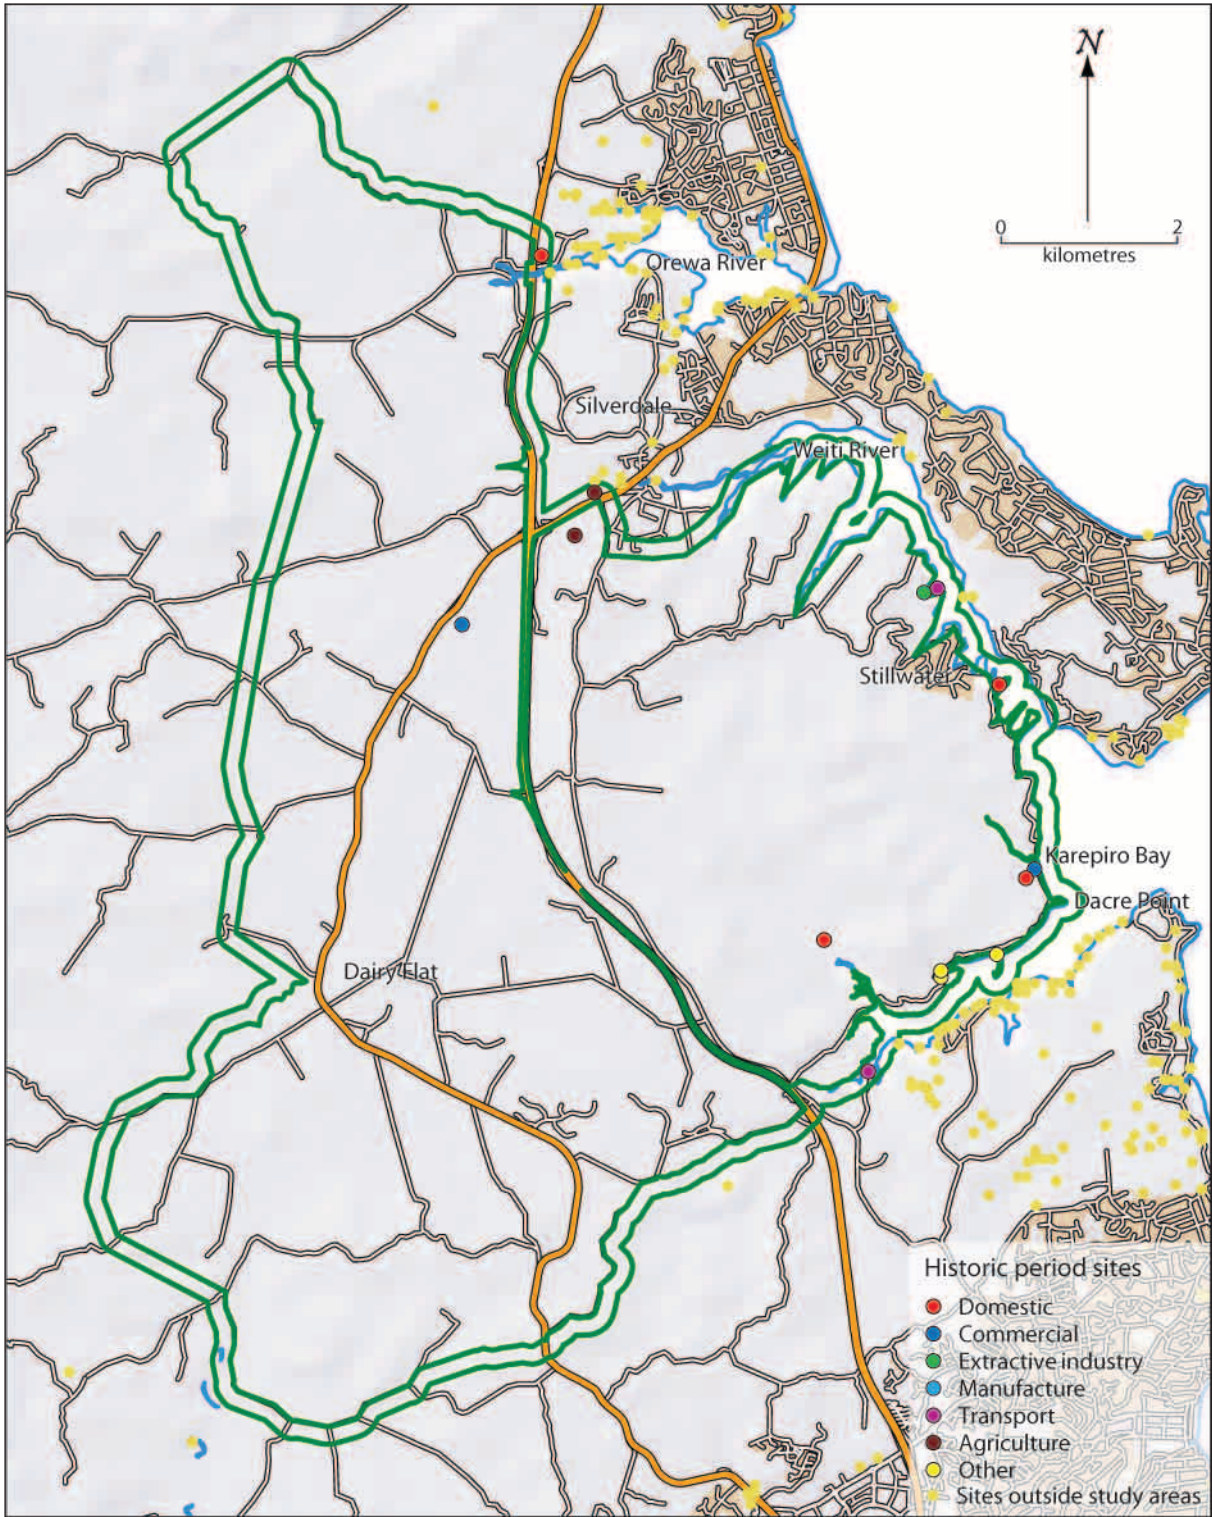 N
0 2
kilometres
Orewa River
Silverdale
Weiti River
Stillwater
Karepiro Bay
Dacre Point
Dairy Flat
Historic period sites
Domestic
Commercial
Extractive industry
Manufacture
Transport
Agriculture
Other
Sites outside study areas